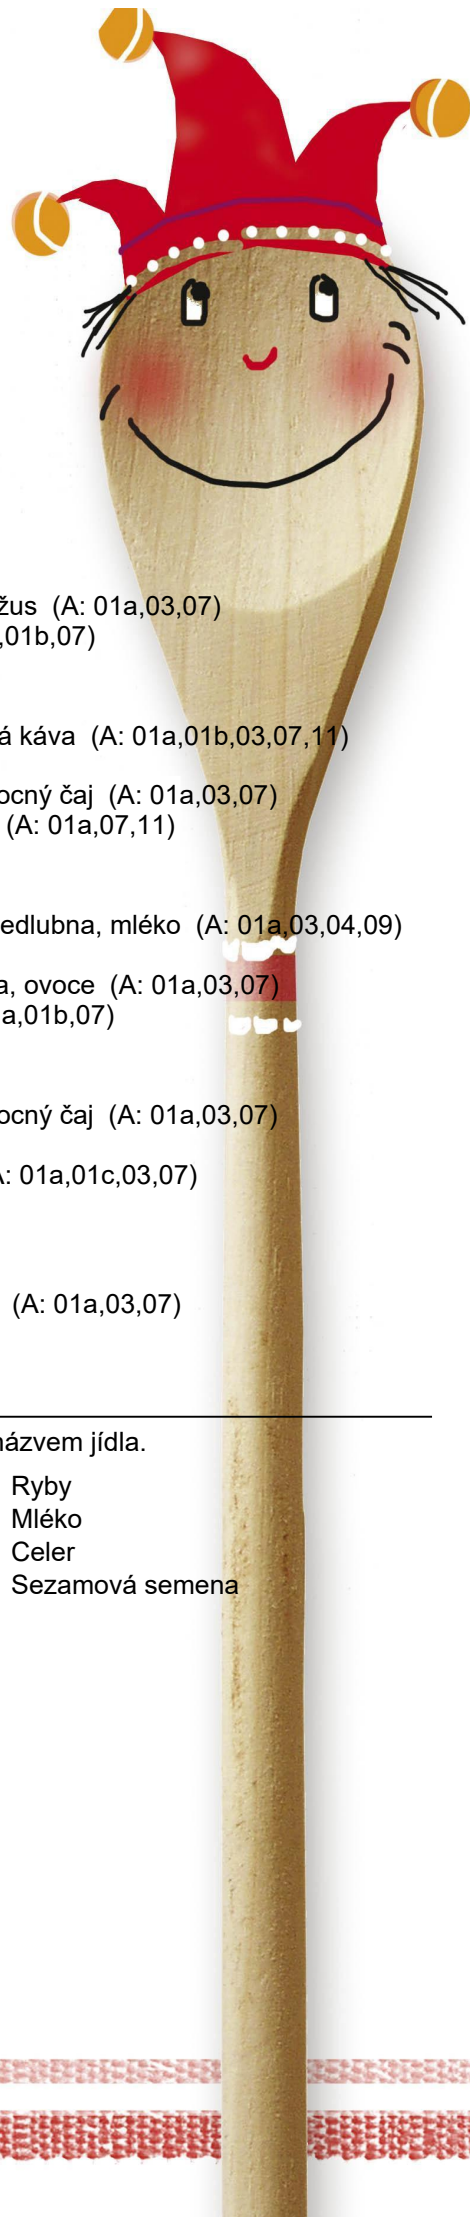 žus (A: 01a,03,07)
,01b,07)
á káva (A: 01a,01b,03,07,11)
ocný čaj (A: 01a,03,07)
(A: 01a,07,11)
edlubna, mléko (A: 01a,03,04,09)
a, ovoce (A: 01a,03,07)
a,01b,07)
ocný čaj (A: 01a,03,07)
A: 01a,01c,03,07)
(A: 01a,03,07)
názvem jídla.
Ryby
Mléko
Celer
Sezamová semena